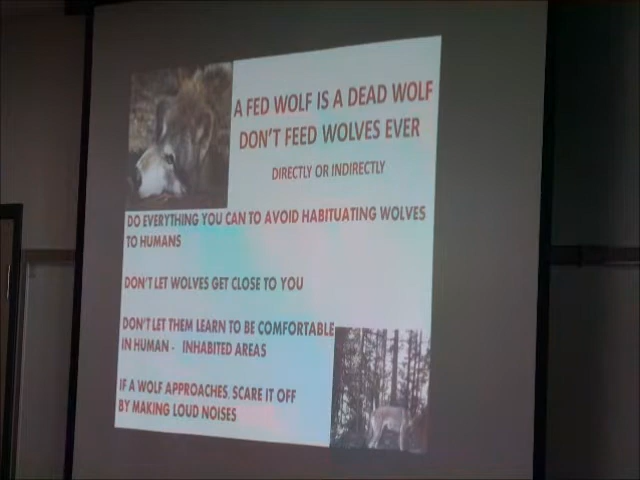 A FED WOLF IS A DEAD WOLF
DON'T FEED WOLVES EVER
DIRECTLY OR INDIRECTLY
DO EVERYTHING YOU CAN TO AVOID HABITUATING WOLVES
TO HUMANS
DON'T LET WOLVES GET CLOSE TO YOU
DON'T LET THEM LEARN TO BE COMFORTABLE
IN HUMAN - INHABITED AREAS
IF A WOLF APPROACHES, SCARE IT OFF
BY MAKING LOUD NOISES